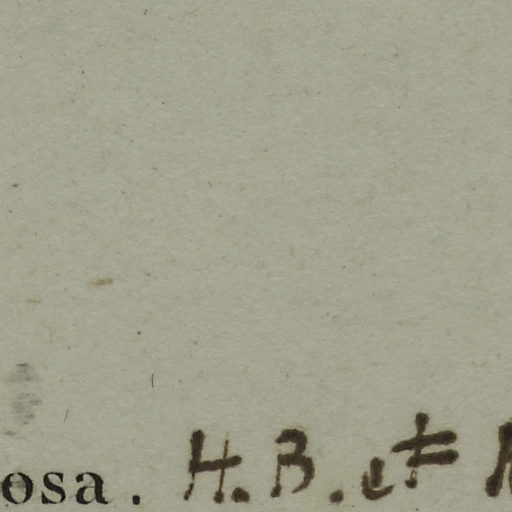 osa. H. B. et